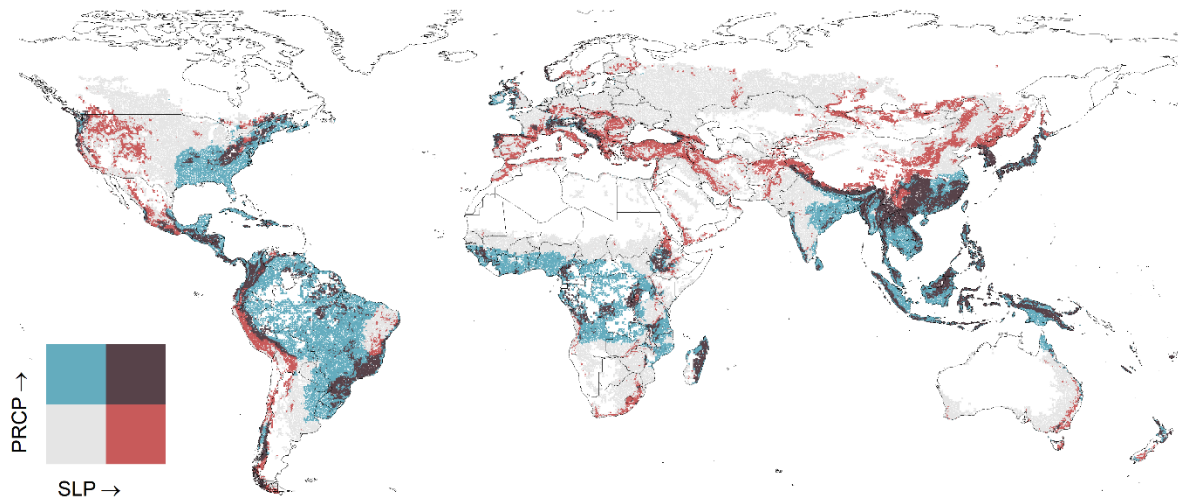 PRCP →
SLP →